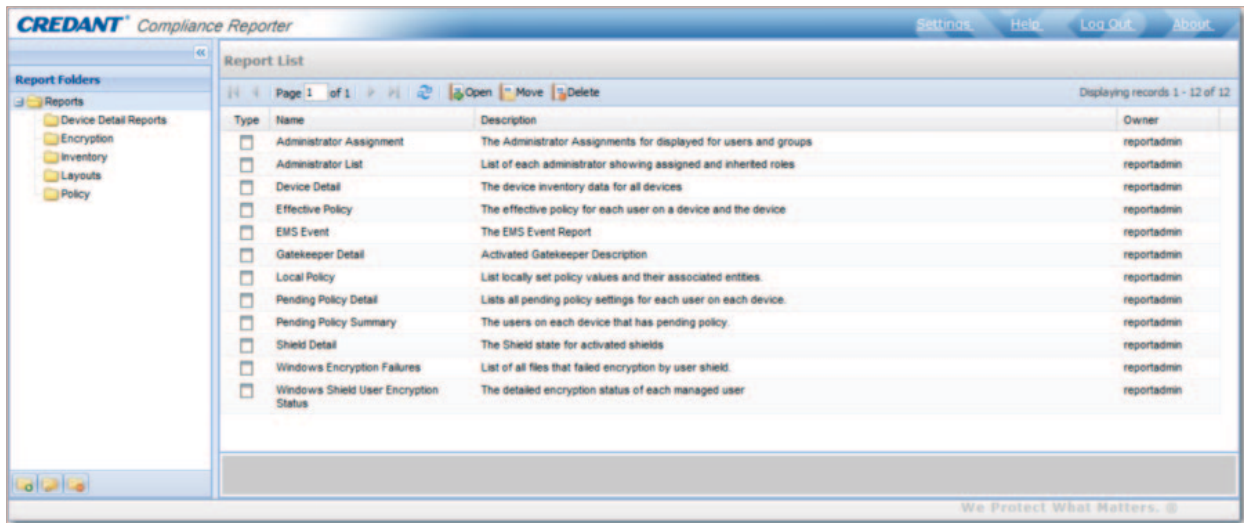 CREDANT® Compliance Reporter
Settings Help Log Out About
Report Folders
Reports
Device Detail Reports
Encryption
Inventory
Layouts
Policy
Report List
Page 1 of 1 Open Move Delete Displaying records 1 - 12 of 12
Type Name Description Owner
Administrator Assignment The Administrator Assignments for displayed for users and groups reportadmin
Administrator List List of each administrator showing assigned and inherited roles reportadmin
Device Detail The device inventory data for all devices reportadmin
Effective Policy The effective policy for each user on a device and the device reportadmin
EMS Event The EMS Event Report reportadmin
Gatekeeper Detail Activated Gatekeeper Description reportadmin
Local Policy List locally set policy values and their associated entities. reportadmin
Pending Policy Detail Lists all pending policy settings for each user on each device. reportadmin
Pending Policy Summary The users on each device that has pending policy. reportadmin
Shield Detail The Shield state for activated shields reportadmin
Windows Encryption Failures List of all files that failed encryption by user shield. reportadmin
Windows Shield User Encryption The detailed encryption status of each managed user reportadmin
Status
We Protect What Matters. ®